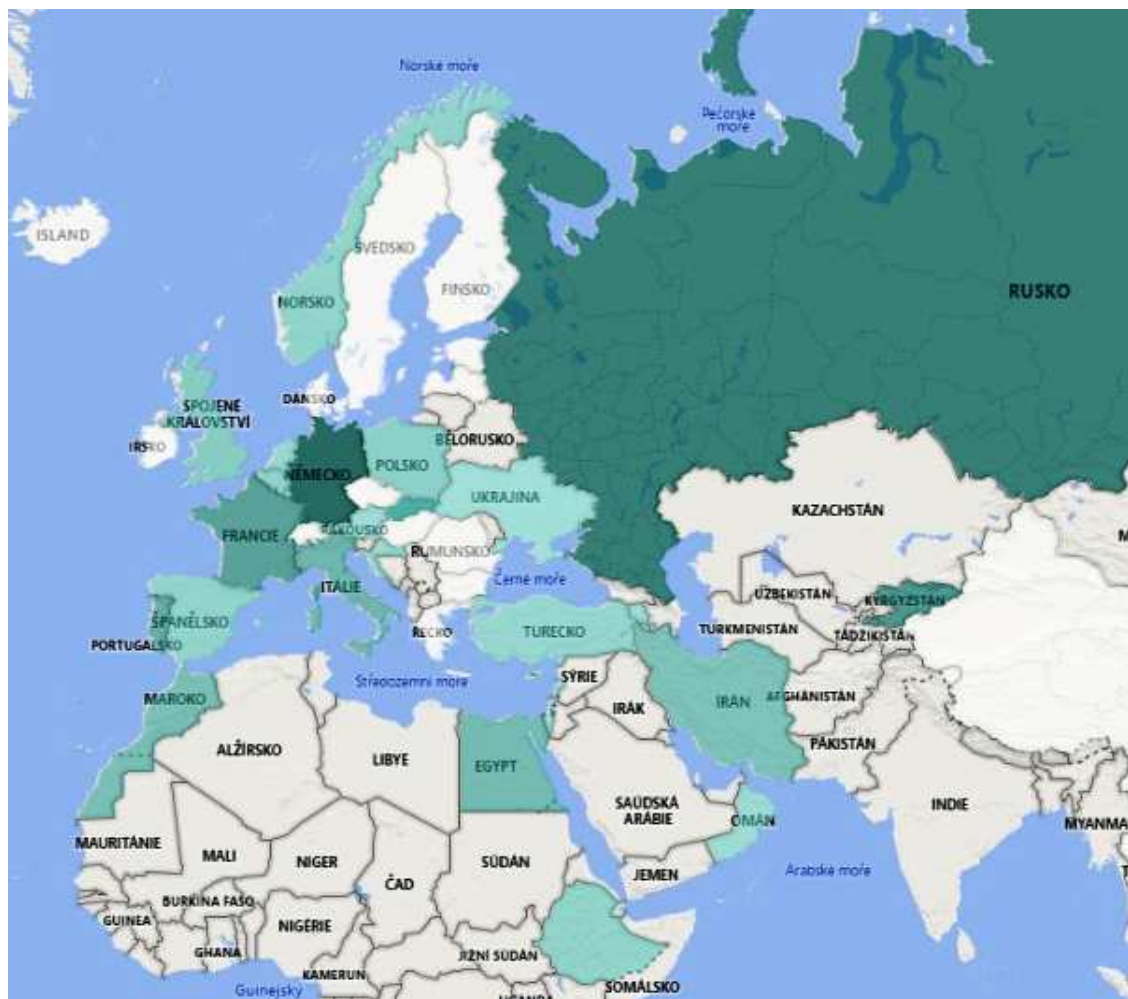 Norské moře
Pečorské
moře
ISLAND
ŠVÉDSKO
RUSKO
FINSKO
NORSKO
DÁNSKO
SPOJENÉ
KRÁLOVSTVÍ
BĚLORUSKO
POLSKO
NĚMECKO
UKRAJINA
KAZACHSTÁN
RAKOUSKO
FRANCIE
RUMUNSKO
Černé moře
ITÁLIE
UZBEKISTÁN
KYRGYZSTÁN
ŠPANĚLSKO
ŘECKO
TURECKO
TURKMENISTÁN
TÁDŽIKISTÁN
PORTUGALSKO
Středozemní moře
SÝRIE
MAROKO
IRÁK
ÍRÁN
AFGHÁNISTÁN
ALŽÍRSKO
LIBYE
EGYPT
PÁKISTÁN
SAÚDSKÁ
ARÁBIE
OMÁN
INDIE
MYANMA
MAURITÁNIE
MALI
NIGER
ČAD
SÚDÁN
JEMEN
Arabské moře
BURKINA FASO
GUINEA
NIGÉRIE
GHANA
JIŽNÍ SÚDÁN
KAMERUN
SOMÁLSKO
Guinejský